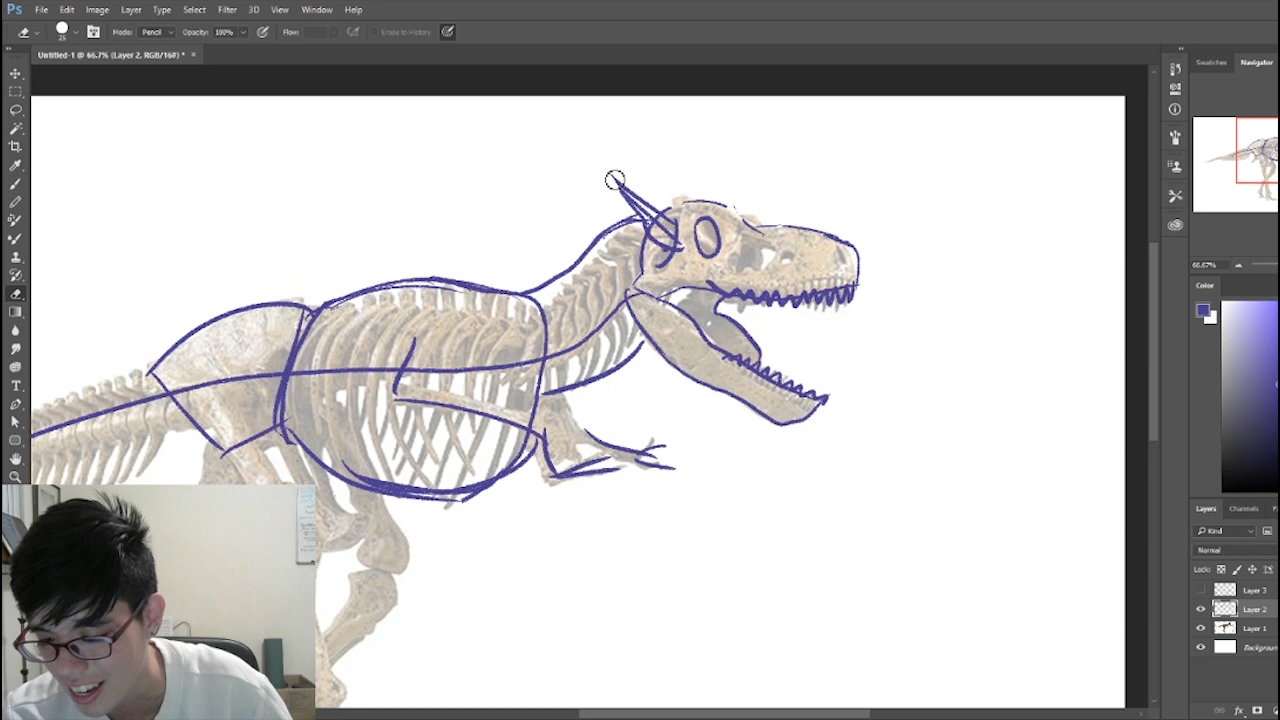 Ps File Edit Image Layer Type Select Filter 3D View Window Help
25 Mode: Pencil Opacity: 100% Flow: Erase to History
Untitled-1 @ 66.7% (Layer 2, RGB/16#) * ×
Swatches Navigator
66.67%
Color
Layers Channels
Kind
Normal
Lock:
Layer 3
Layer 2
Layer 1
Background
fx